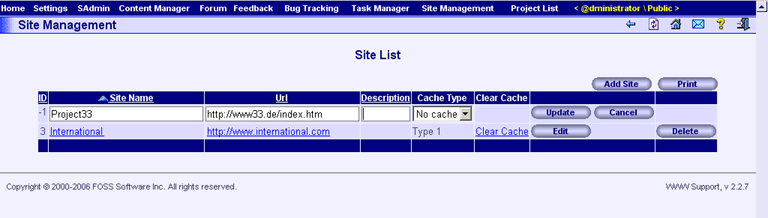 Home Settings SAdmin Content Manager Forum Feedback Bug Tracking Task Manager Site Management Project List < @dministrator \ Public >
Site Management
Site List
Add Site Print
ID Site Name Url Description Cache Type Clear Cache
-1 Project33 http://www33.de/index.htm No cache Update Cancel
3 International http://www.international.com Type 1 Clear Cache Edit Delete
Copyright © 2000-2006 FOSS Software Inc. All rights reserved. WWW Support, v 2.2.7